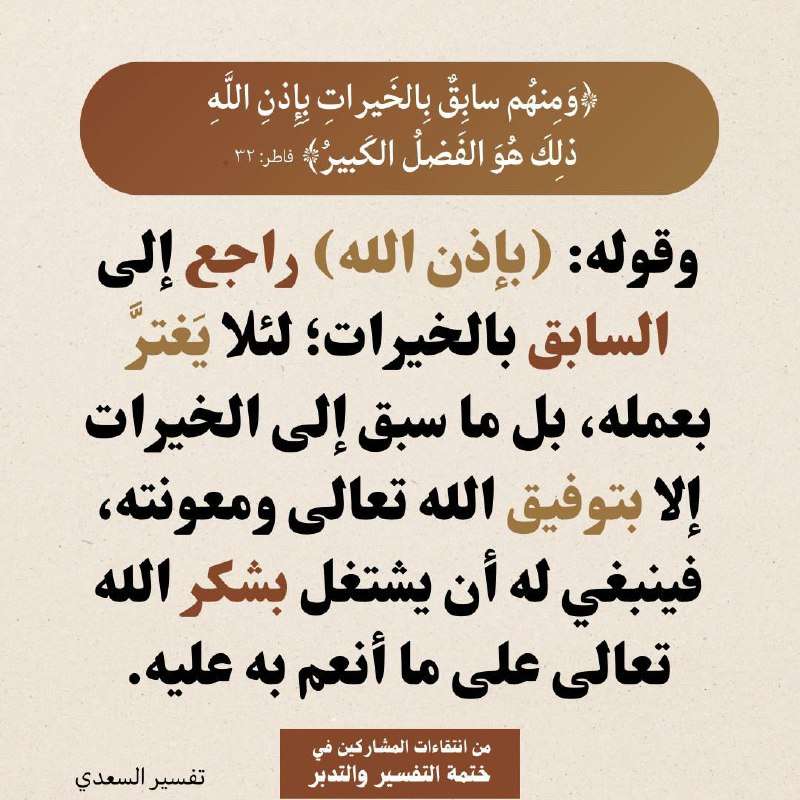 ﴿وَمِنهُم سابِقٌ بِالخَيراتِ بِإِذنِ اللَّهِ
ذلِكَ هُوَ الفَضلُ الكَبيرُ﴾ فاطر: ٣٢
وقوله: (بإذن الله) راجع إلى
السابق بالخيرات؛ لئلا يَغترَّ
بعمله، بل ما سبق إلى الخيرات
إلا بتوفيق الله تعالى ومعونته،
فينبغي له أن يشتغل بشكر الله
تعالى على ما أنعم به عليه.
من انتقاءات المشاركين في
ختمة التفسير والتدبر
تفسير السعدي